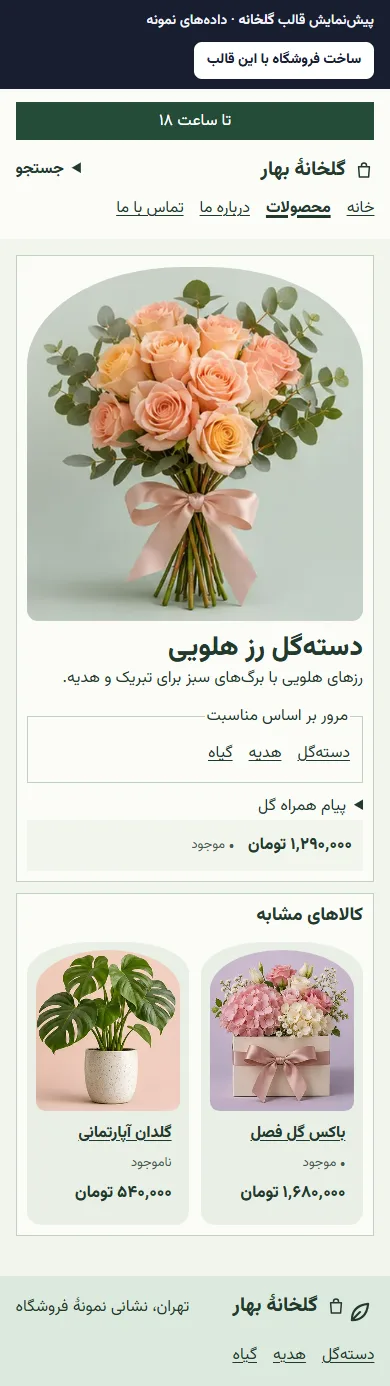 پیش‌نمایش قالب گلخانه · داده‌های نمونه
ساخت فروشگاه با این قالب
تا ساعت ۱۸
گلخانهٔ بهار
جستجو
خانه محصولات درباره ما تماس با ما
دسته‌گل رز هلویی
رزهای هلویی با برگ‌های سبز برای تبریک و هدیه.
مرور بر اساس مناسبت
دسته‌گل هدیه گیاه
پیام همراه گل
۱,۲۹۰,۰۰۰ تومان • موجود
کالاهای مشابه
باکس گل فصل
• موجود
۱,۶۸۰,۰۰۰ تومان
گلدان آپارتمانی
ناموجود
۵۴۰,۰۰۰ تومان
گلخانهٔ بهار
تهران، نشانی نمونهٔ فروشگاه
دسته‌گل هدیه گیاه